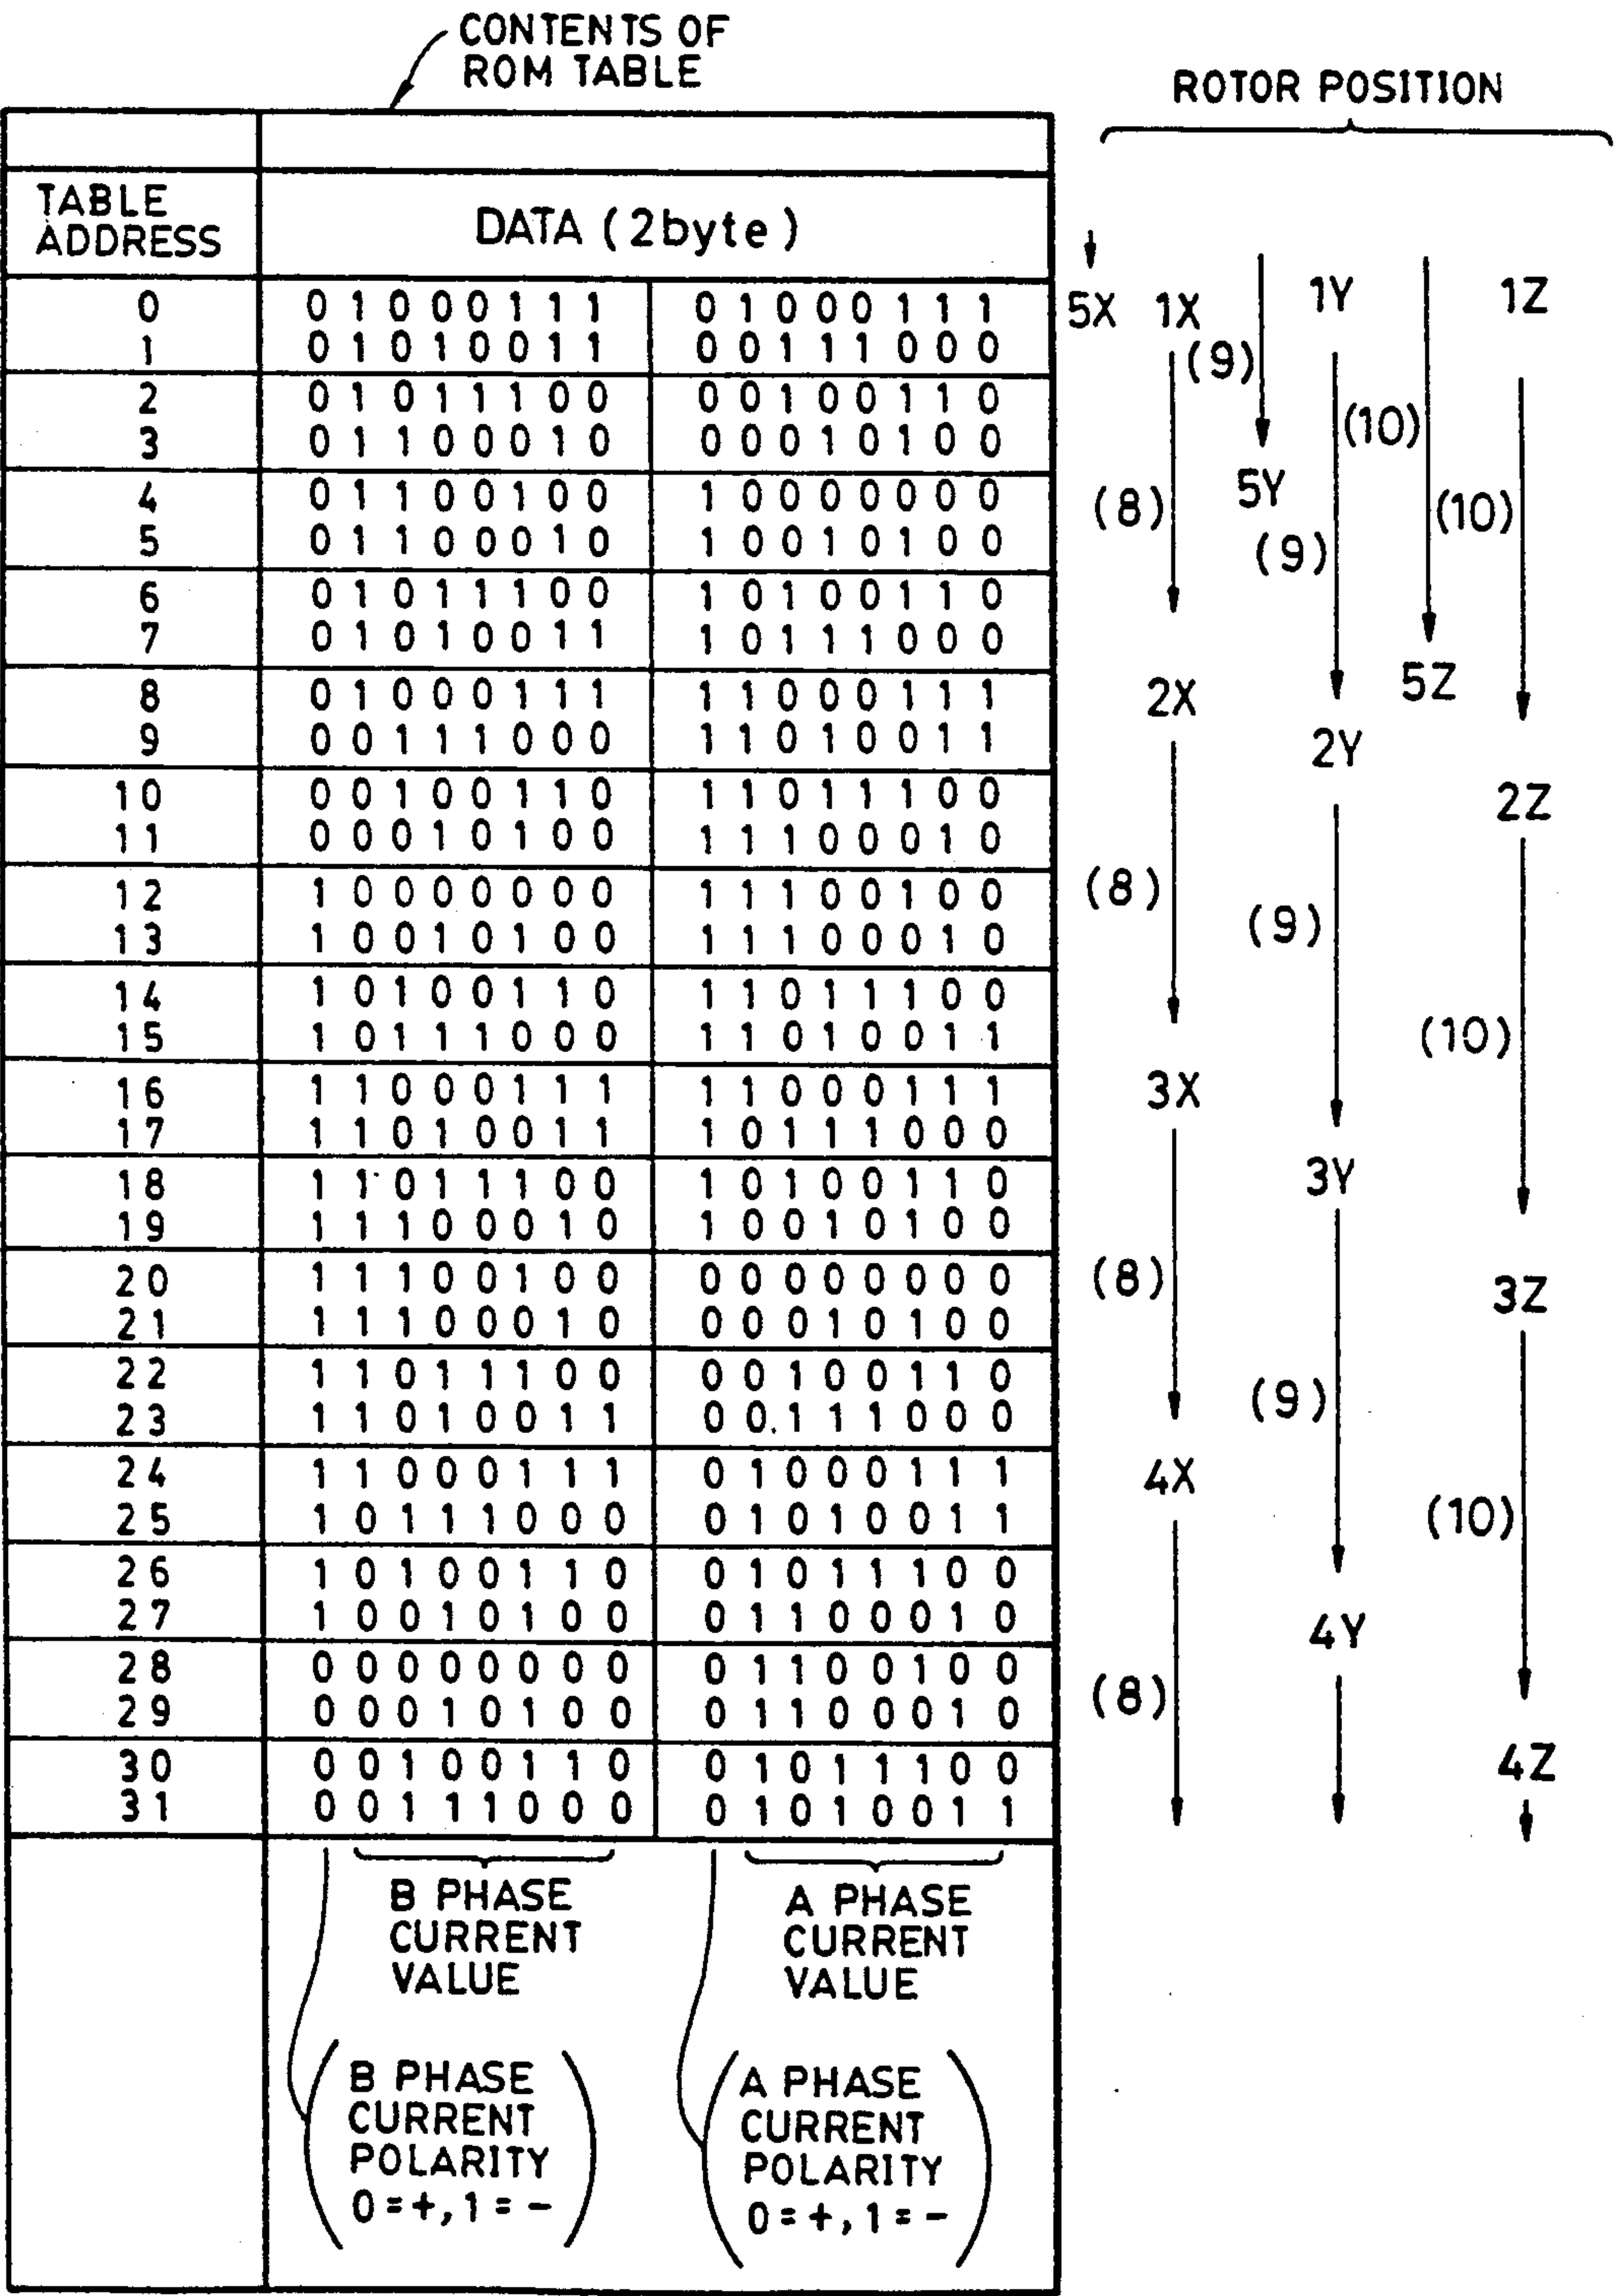 CONTENTS OF
ROM TABLE
ROTOR POSITION
TABLE
ADDRESS
DATA (2byte)
0 0 1 0 0 0 1 1 1 0 1 0 0 0 1 1 1 5X 1X 1Y 1Z
1 0 1 0 1 0 0 1 1 0 0 1 1 1 0 0 0 (9)
2 0 1 0 1 1 1 0 0 0 0 1 0 0 1 1 0 (10)
3 0 1 1 0 0 0 1 0 0 0 0 1 0 1 0 0
4 0 1 1 0 0 1 0 0 1 0 0 0 0 0 0 0 (8) 5Y (10)
5 0 1 1 0 0 0 1 0 1 0 0 1 0 1 0 0 (9)
6 0 1 0 1 1 1 0 0 1 0 1 0 0 1 1 0
7 0 1 0 1 0 0 1 1 1 0 1 1 1 0 0 0
8 0 1 0 0 0 1 1 1 1 1 0 0 0 1 1 1 2X 5Z
9 0 0 1 1 1 0 0 0 1 1 0 1 0 0 1 1 2Y
10 0 0 1 0 0 1 1 0 1 1 0 1 1 1 0 0 2Z
11 0 0 0 1 0 1 0 0 1 1 1 0 0 0 1 0
12 1 0 0 0 0 0 0 0 1 1 1 0 0 1 0 0 (8)
13 1 0 0 1 0 1 0 0 1 1 1 0 0 0 1 0 (9)
14 1 0 1 0 0 1 1 0 1 1 0 1 1 1 0 0
15 1 0 1 1 1 0 0 0 1 1 0 1 0 0 1 1 (10)
16 1 1 0 0 0 1 1 1 1 1 0 0 0 1 1 1 3X
17 1 1 0 1 0 0 1 1 1 0 1 1 1 0 0 0
18 1 1 0 1 1 1 0 0 1 0 1 0 0 1 1 0 3Y
19 1 1 1 0 0 0 1 0 1 0 0 1 0 1 0 0
20 1 1 1 0 0 1 0 0 0 0 0 0 0 0 0 0 (8) 3Z
21 1 1 1 0 0 0 1 0 0 0 0 1 0 1 0 0
22 1 1 0 1 1 1 0 0 0 0 1 0 0 1 1 0 (9)
23 1 1 0 1 0 0 1 1 0 0 1 1 1 0 0 0
24 1 1 0 0 0 1 1 1 0 1 0 0 0 1 1 1 4X
25 1 0 1 1 1 0 0 0 0 1 0 1 0 0 1 1 (10)
26 1 0 1 0 0 1 1 0 0 1 0 1 1 1 0 0
27 1 0 0 1 0 1 0 0 0 1 1 0 0 0 1 0 4Y
28 0 0 0 0 0 0 0 0 0 1 1 0 0 1 0 0 (8)
29 0 0 0 1 0 1 0 0 0 1 1 0 0 0 1 0
30 0 0 1 0 0 1 1 0 0 1 0 1 1 1 0 0 4Z
31 0 0 1 1 1 0 0 0 0 1 0 1 0 0 1 1
B PHASE
CURRENT
VALUE
A PHASE
CURRENT
VALUE
B PHASE
CURRENT
POLARITY
0=+, 1=-
A PHASE
CURRENT
POLARITY
0=+, 1=-